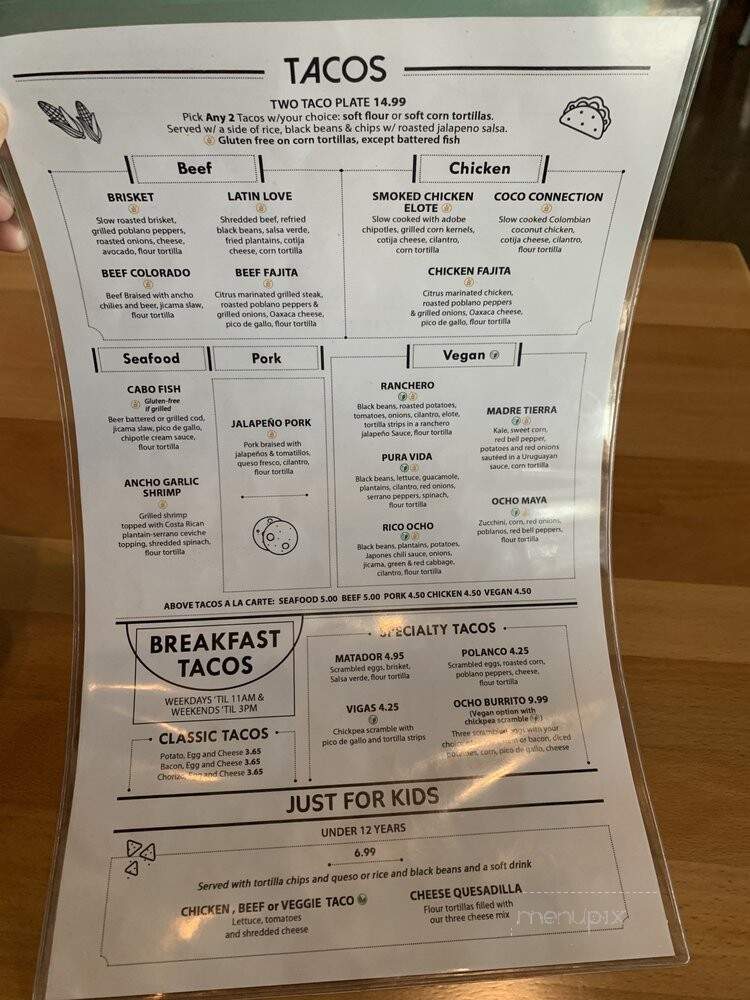 TACOS
TWO TACO PLATE 14.99
Pick Any 2 Tacos w/your choice: soft flour or soft corn tortillas.
Served w/ a side of rice, black beans & chips w/ roasted jalapeno salsa.
Gluten free on corn tortillas, except battered fish
Beef
BRISKET
Slow roasted brisket,
grilled poblano peppers,
roasted onions, cheese,
avocado, flour tortilla
LATIN LOVE
Shredded beef, refried
black beans, salsa verde,
fried plantains, cotija
cheese, corn tortilla
BEEF COLORADO
Beef Braised with ancho
chilies and beer, jicama slaw,
flour tortilla
BEEF FAJITA
Citrus marinated grilled steak,
roasted poblano peppers &
grilled onions, Oaxaca cheese,
pico de gallo, flour tortilla
Chicken
SMOKED CHICKEN
ELOTE
Slow cooked with adobe
chipotles, grilled corn kernels,
cotija cheese, cilantro,
corn tortilla
COCO CONNECTION
Slow cooked Colombian
coconut chicken,
cotija cheese, cilantro,
flour tortilla
CHICKEN FAJITA
Citrus marinated chicken,
roasted poblano peppers
& grilled onions, Oaxaca cheese,
pico de gallo, flour tortilla
Seafood
CABO FISH
Gluten-free
if grilled
Beer battered or grilled cod,
jicama slaw, pico de gallo,
chipotle cream sauce,
flour tortilla
ANCHO GARLIC
SHRIMP
Grilled shrimp
topped with Costa Rican
plantain-serrano ceviche
topping, shredded spinach,
flour tortilla
Pork
JALAPEÑO PORK
Pork braised with
jalapeños & tomatillos,
queso fresco, cilantro,
flour tortilla
Vegan
RANCHERO
Black beans, roasted potatoes,
tomatoes, onions, cilantro, elote,
tortilla strips in a ranchero
jalapeño Sauce, flour tortilla
PURA VIDA
Black beans, lettuce, guacamole,
plantains, cilantro, red onions,
serrano peppers, spinach,
flour tortilla
RICO OCHO
Black beans, plantains, potatoes,
Japones chili sauce, onions,
jicama, green & red cabbage,
cilantro, flour tortilla
MADRE TIERRA
Kale, sweet corn,
red bell pepper,
potatoes and red onions
sautéed in a Uruguayan
sauce, corn tortilla
OCHO MAYA
Zucchini, corn, red onions,
poblanos, red bell peppers,
flour tortilla
ABOVE TACOS A LA CARTE: SEAFOOD 5.00 BEEF 5.00 PORK 4.50 CHICKEN 4.50 VEGAN 4.50
BREAKFAST
TACOS
WEEKDAYS 'TIL 11AM &
WEEKENDS 'TIL 3PM
CLASSIC TACOS
Potato, Egg and Cheese 3.65
Bacon, Egg and Cheese 3.65
Chorizo, Egg and Cheese 3.65
SPECIALTY TACOS
MATADOR 4.95
Scrambled eggs, brisket,
Salsa verde, flour tortilla
POLANCO 4.25
Scrambled eggs, roasted corn,
poblano peppers, cheese,
flour tortilla
VIGAS 4.25
Chickpea scramble with
pico de gallo and tortilla strips
OCHO BURRITO 9.99
(Vegan option with
chickpea scramble )
Three scrambled eggs with your
or bacon, diced
potatoes, corn, pico de gallo, cheese
JUST FOR KIDS
UNDER 12 YEARS
6.99
Served with tortilla chips and queso or rice and black beans and a soft drink
CHICKEN, BEEF or VEGGIE TACO
Lettuce, tomatoes
and shredded cheese
CHEESE QUESADILLA
Flour tortillas filled with
our three cheese mix
menupix